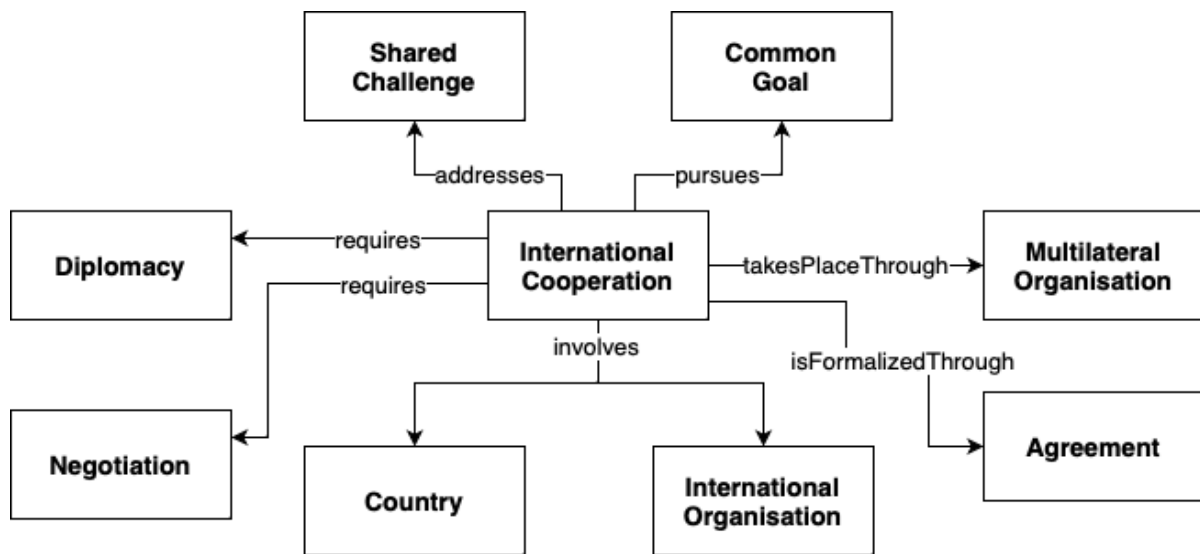 Shared
Challenge
Common
Goal
addresses
pursues
Diplomacy
requires
requires
International
Cooperation
takesPlaceThrough
Multilateral
Organisation
involves
isFormalizedThrough
Negotiation
Country
International
Organisation
Agreement